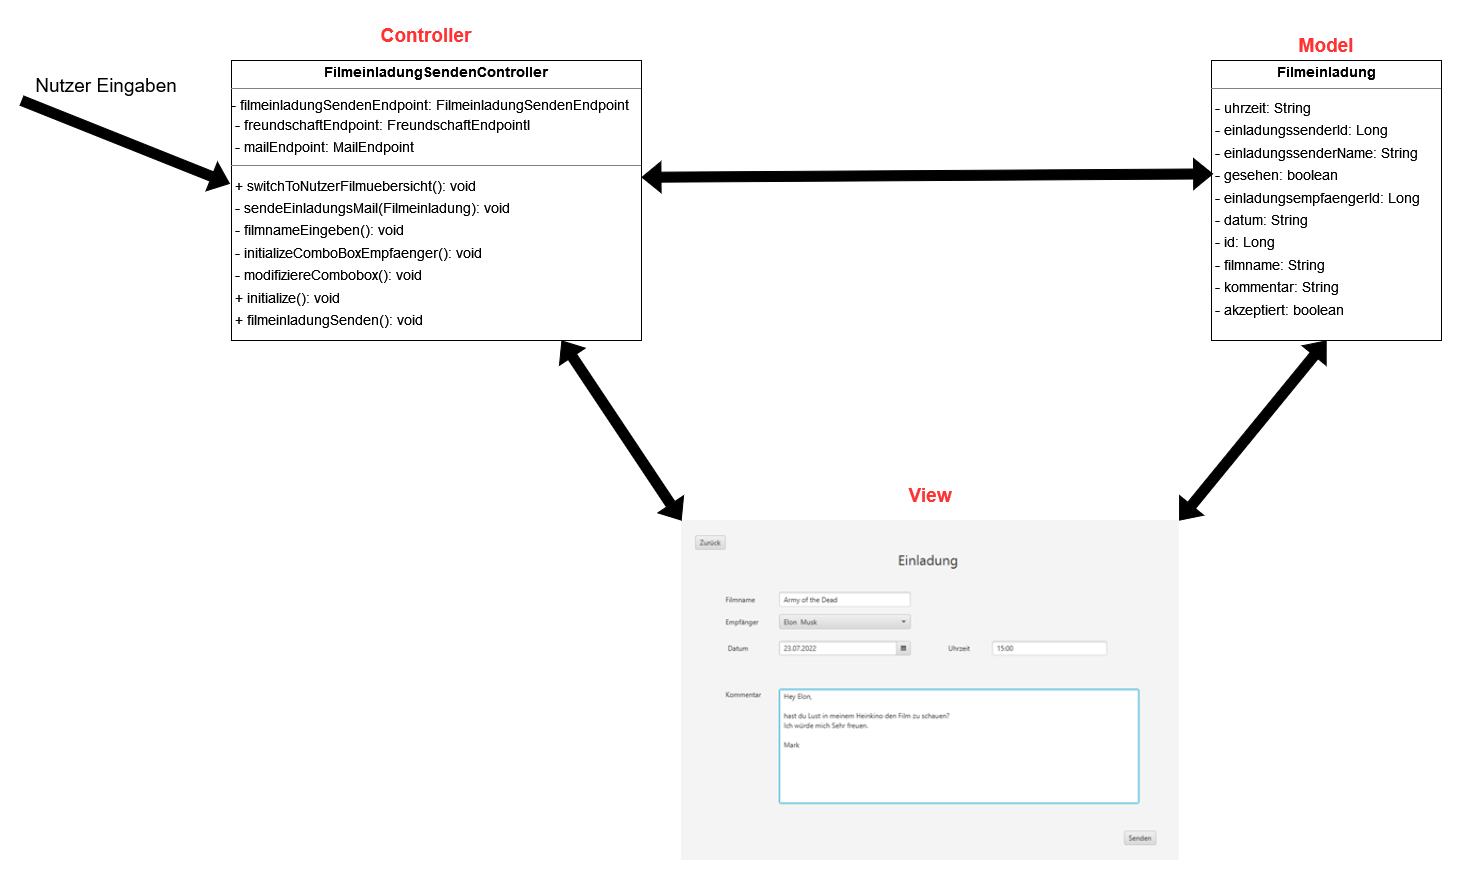 Controller
Model
Nutzer Eingaben
FilmeinladungSendenController
- filmeinladungSendenEndpoint: FilmeinladungSendenEndpoint
- freundschaftEndpoint: FreundschaftEndpointI
- mailEndpoint: MailEndpoint
+ switchToNutzerFilmuebersicht(): void
- sendeEinladungsMail(Filmeinladung): void
- filmnameEingeben(): void
- initializeComboBoxEmpfaenger(): void
- modifiziereCombobox(): void
+ initialize(): void
+ filmeinladungSenden(): void
Filmeinladung
- uhrzeit: String
- einladungssenderId: Long
- einladungssenderName: String
- gesehen: boolean
- einladungsempfaengerId: Long
- datum: String
- id: Long
- filmname: String
- kommentar: String
- akzeptiert: boolean
View
Zurück
Einladung
Filmname Army of the Dead
Empfänger Elon Musk
Datum 23.07.2022 Uhrzeit 15:00
Kommentar Hey Elon,
hast du Lust in meinem Heinkino den Film zu schauen?
Ich würde mich Sehr freuen.
Mark
Senden